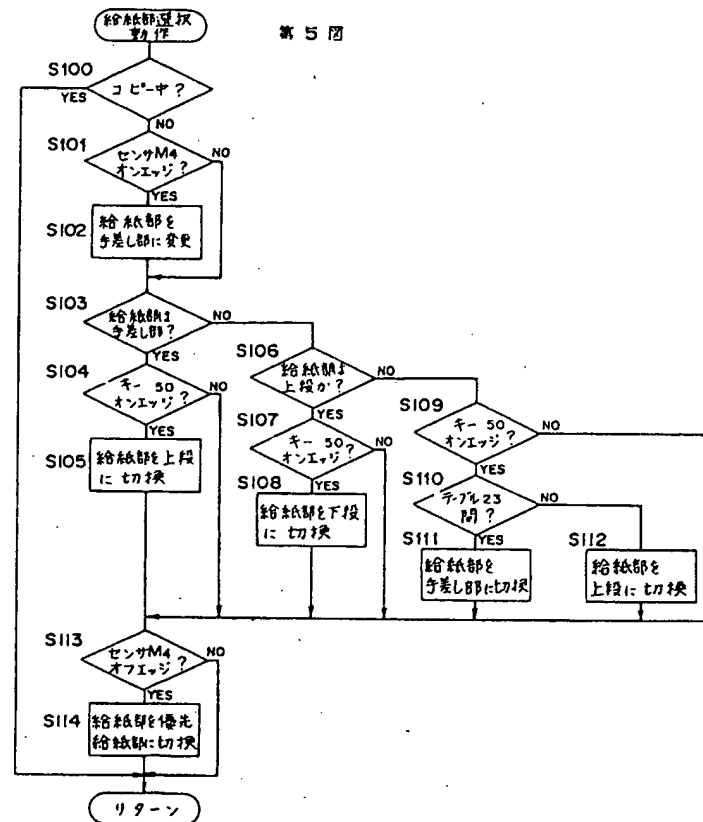 第5図
給紙部選択
動作
S100
コピー中?
YES
NO
S101
センサM4
オンエッジ?
NO
YES
S102
給紙部を
手差し部に変更
S103
給紙部は
手差し部?
NO
YES
S104
キー 50
オンエッジ?
NO
YES
S105
給紙部を上段
に切換
S106
給紙部は
上段か?
NO
YES
S107
キー 50
オンエッジ?
NO
YES
S108
給紙部を下段
に切換
S109
キー 50
オンエッジ?
NO
YES
S110
テーブル23
開?
NO
YES
S111
給紙部を
手差し部に切換
S112
給紙部を
上段に切換
S113
センサM4
オフエッジ?
NO
YES
S114
給紙部を優先
給紙部に切換
リターン